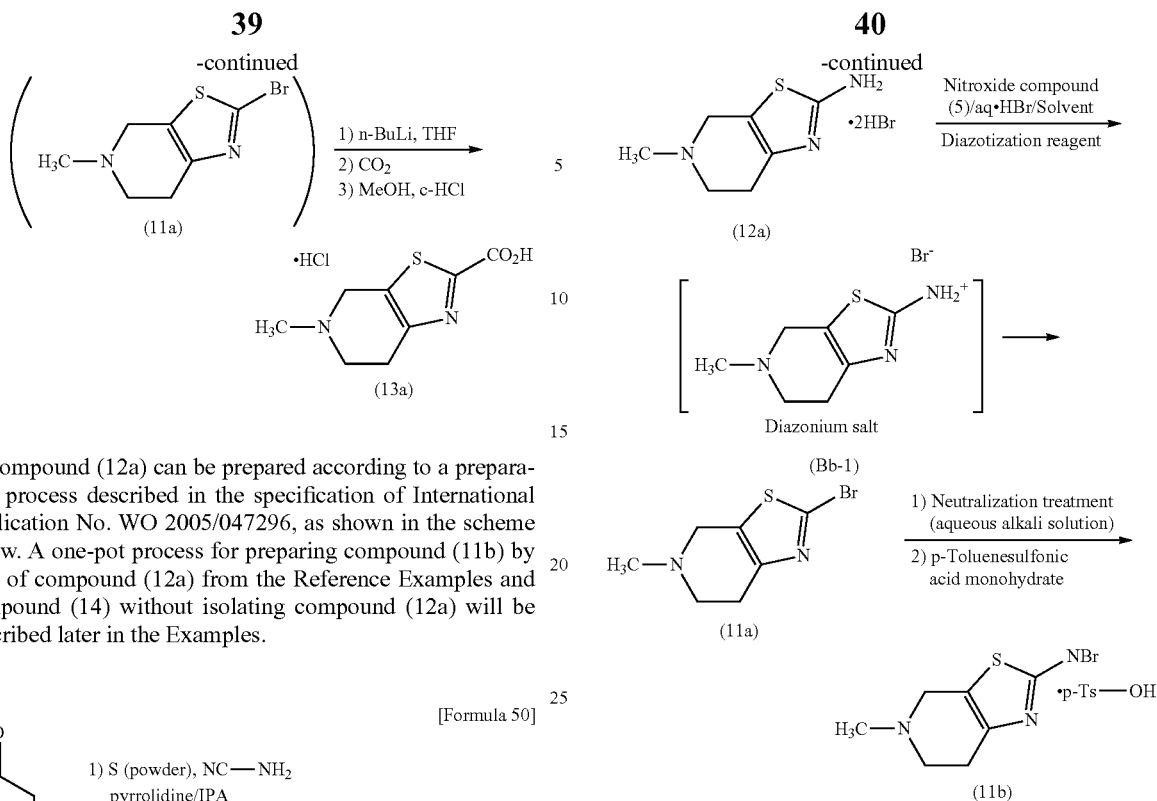 39
-continued
S
Br
H₃C
N
N
(11a)
1) n-BuLi, THF
2) CO₂
3) MeOH, c-HCl
•HCl
S
CO₂H
H₃C
N
N
(13a)
5
10
15
20
25
ompound (12a) can be prepared according to a prepara-
process described in the specification of International
lication No. WO 2005/047296, as shown in the scheme
w. A one-pot process for preparing compound (11b) by
of compound (12a) from the Reference Examples and
pound (14) without isolating compound (12a) will be
cribed later in the Examples.
[Formula 50]
O
1) S (powder), NC—NH₂
pyrrolidine/IPA
40
-continued
S
NH₂
•2HBr
H₃C
N
N
(12a)
Nitroxide compound
(5)/aq•HBr/Solvent
Diazotization reagent
Br⁻
S
NH₂⁺
H₃C
N
N
Diazonium salt
(Bb-1)
S
Br
H₃C
N
N
(11a)
1) Neutralization treatment
(aqueous alkali solution)
2) p-Toluenesulfonic
acid monohydrate
S
NBr
•p-Ts—OH
H₃C
N
N
(11b)